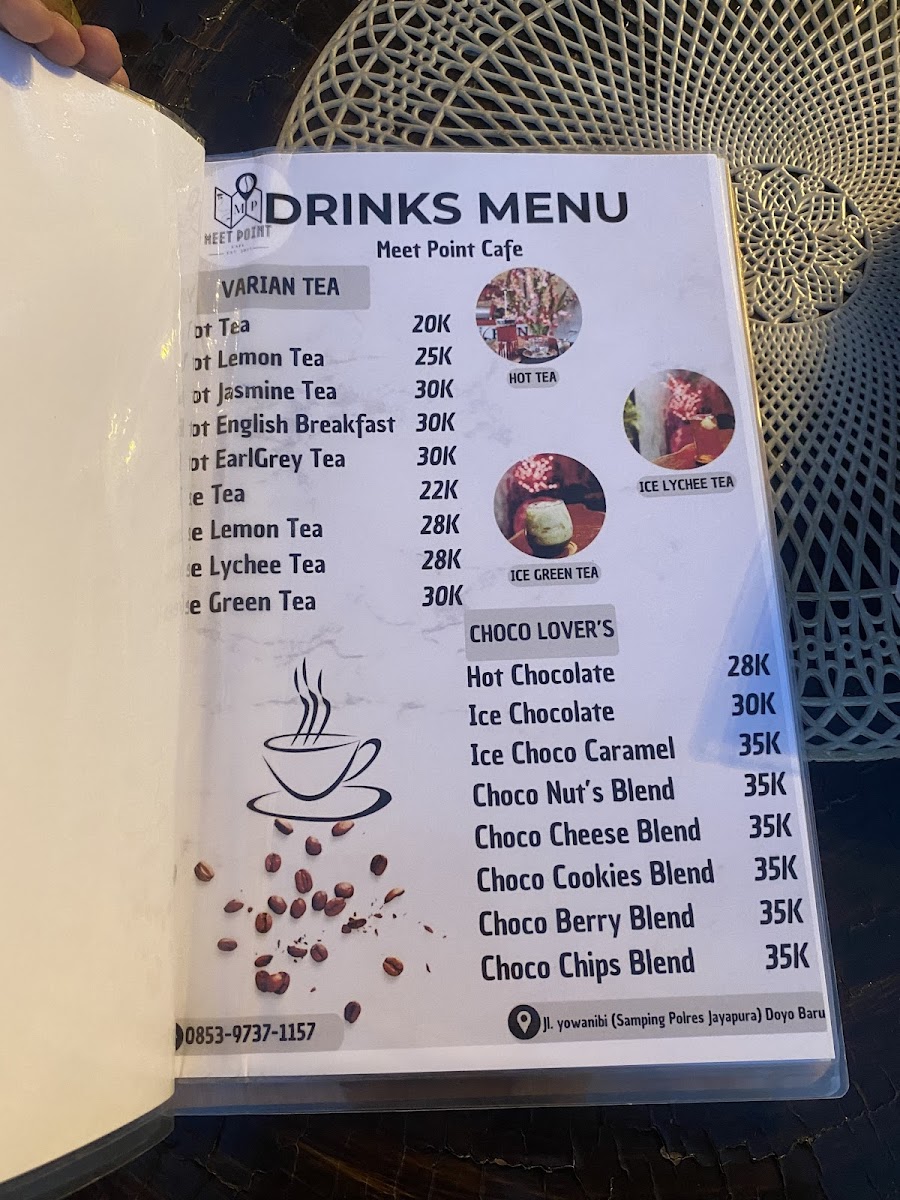 DRINKS MENU
MEET POINT
Meet Point Cafe
VARIAN TEA
ot Tea 20K
ot Lemon Tea 25K
ot Jasmine Tea 30K
ot English Breakfast 30K
ot EarlGrey Tea 30K
e Tea 22K
e Lemon Tea 28K
e Lychee Tea 28K
e Green Tea 30K
HOT TEA
ICE LYCHEE TEA
ICE GREEN TEA
CHOCO LOVER'S
Hot Chocolate 28K
Ice Chocolate 30K
Ice Choco Caramel 35K
Choco Nut's Blend 35K
Choco Cheese Blend 35K
Choco Cookies Blend 35K
Choco Berry Blend 35K
Choco Chips Blend 35K
0853-9737-1157
Jl. yowanibi (Samping Polres Jayapura) Doyo Baru